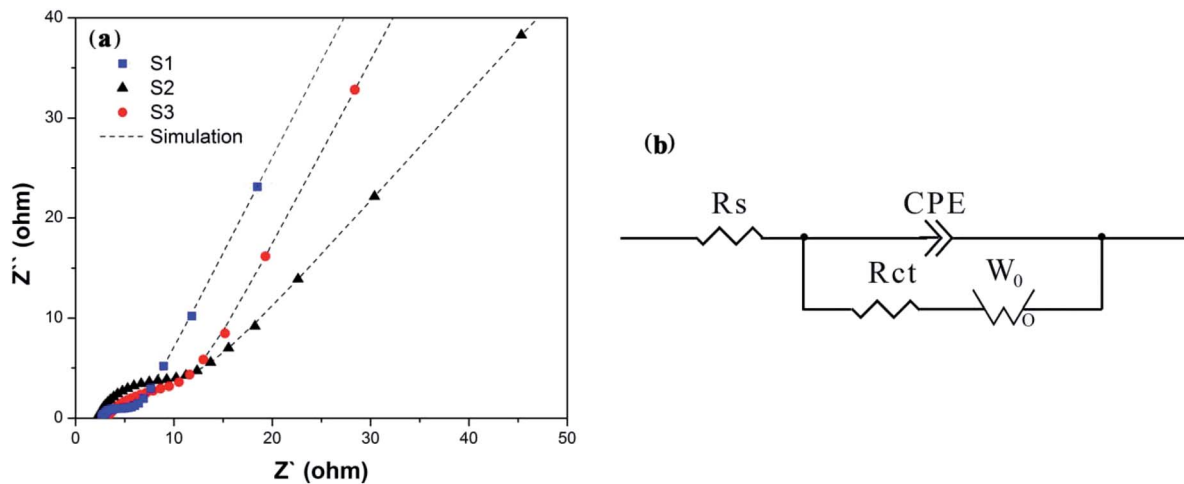 (a)
S1
S2
S3
Simulation
40
30
20
10
0
0 10 20 30 40 50
Z`` (ohm)
Z` (ohm)
(b)
Rs
CPE
Rct
W₀
O